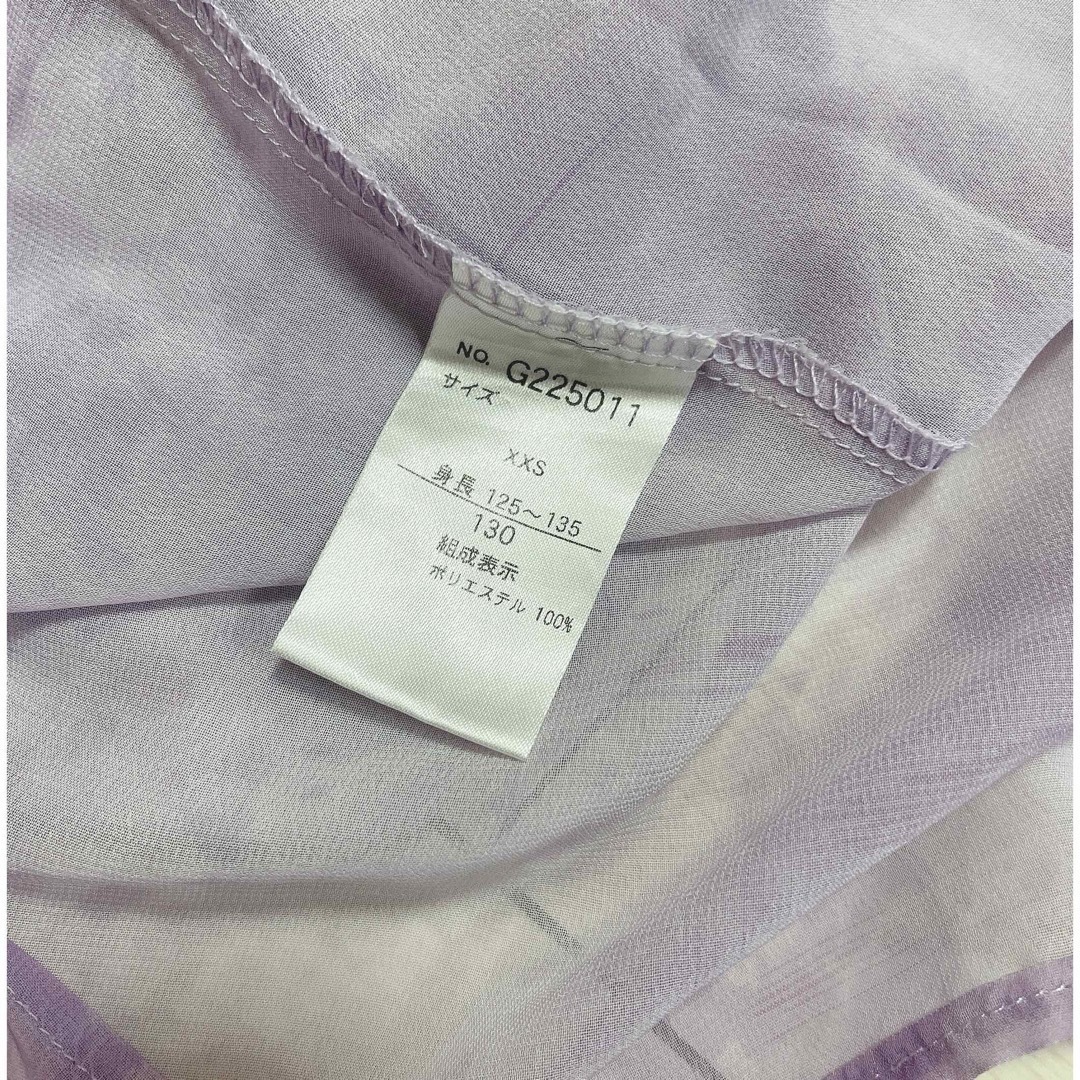 NO. G225011
サイズ
XXS
身長 125～135
130
組成表示
ポリエステル 100%